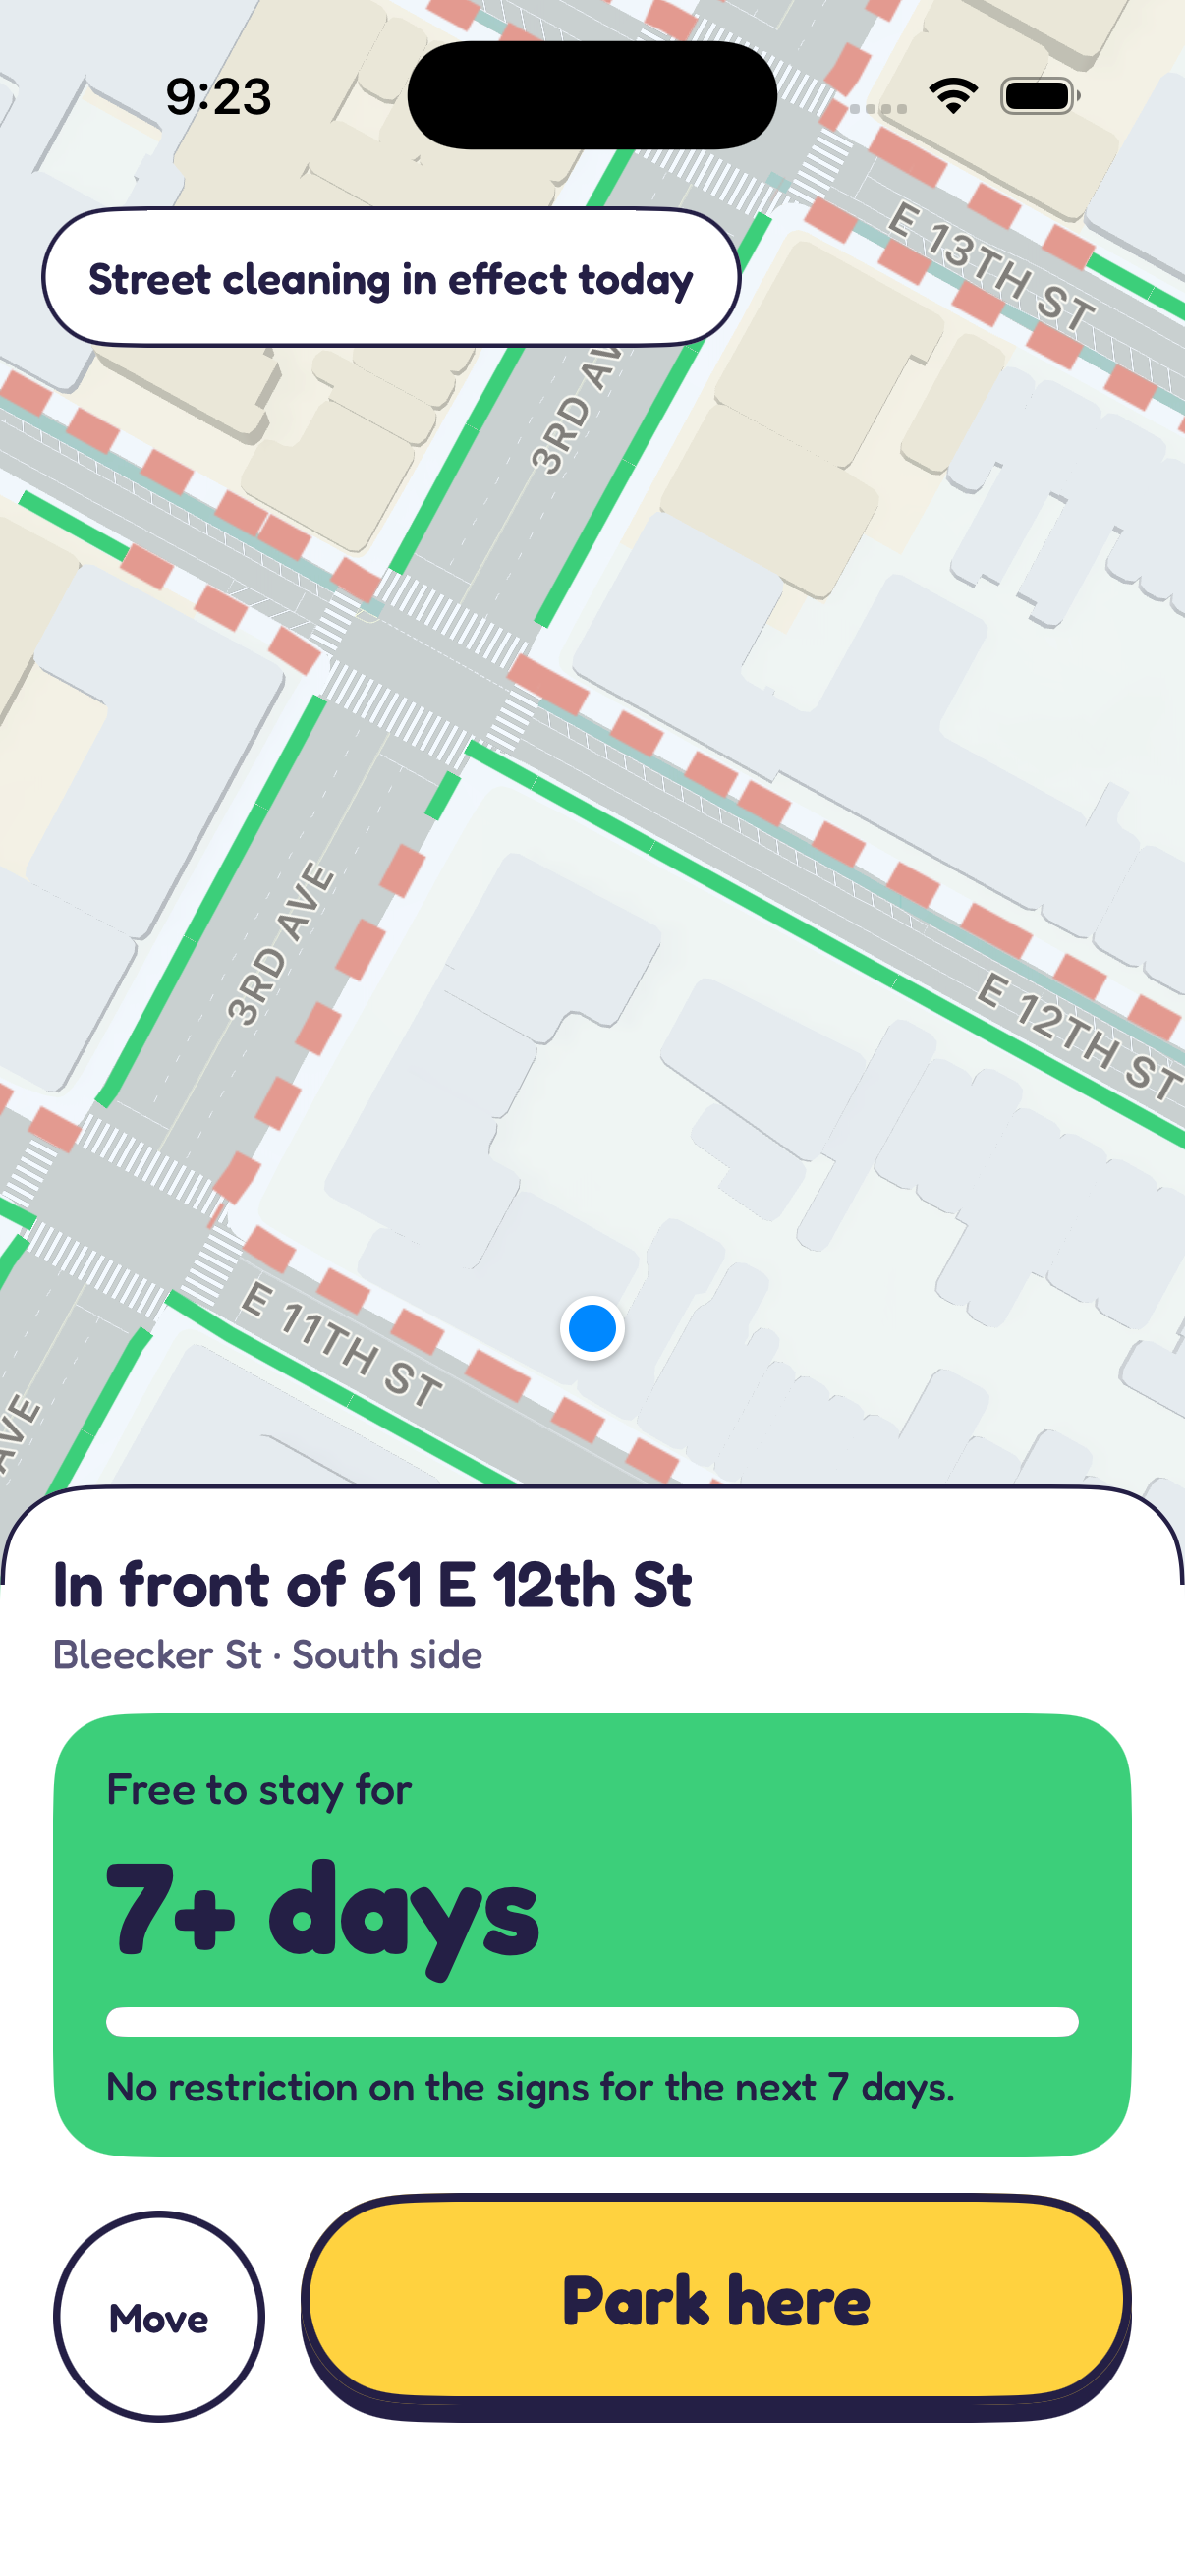 9:23
Street cleaning in effect today
E 13TH ST
3RD AV
3RD AVE
E 12TH ST
E 11TH ST
AVE
In front of 61 E 12th St
Bleecker St · South side
Free to stay for
7+ days
No restriction on the signs for the next 7 days.
Move
Park here